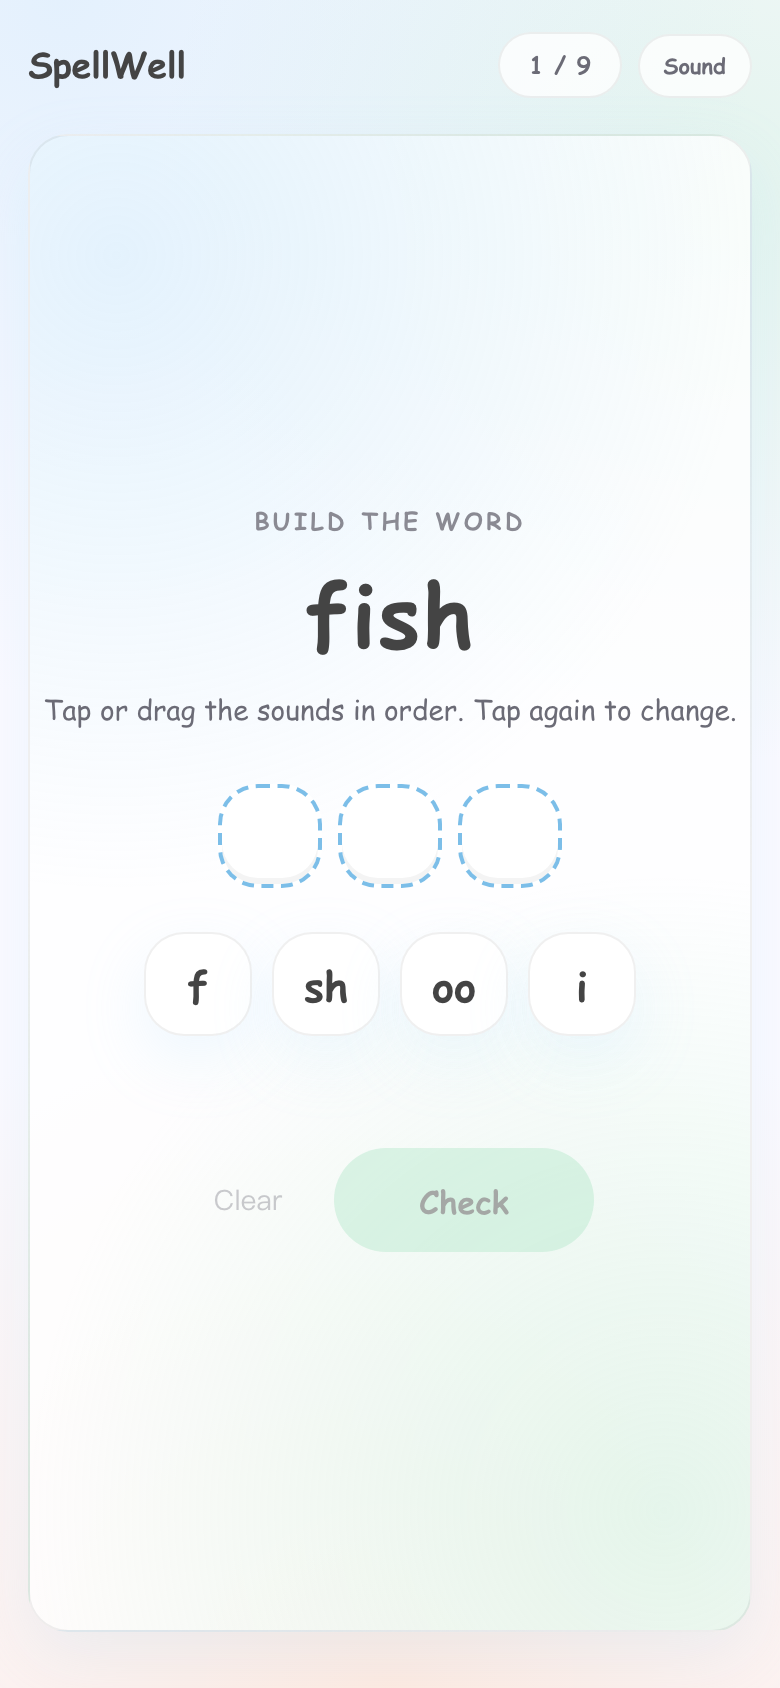 SpellWell
1 / 9
Sound
BUILD THE WORD
fish
Tap or drag the sounds in order. Tap again to change.
f sh oo i
Clear
Check